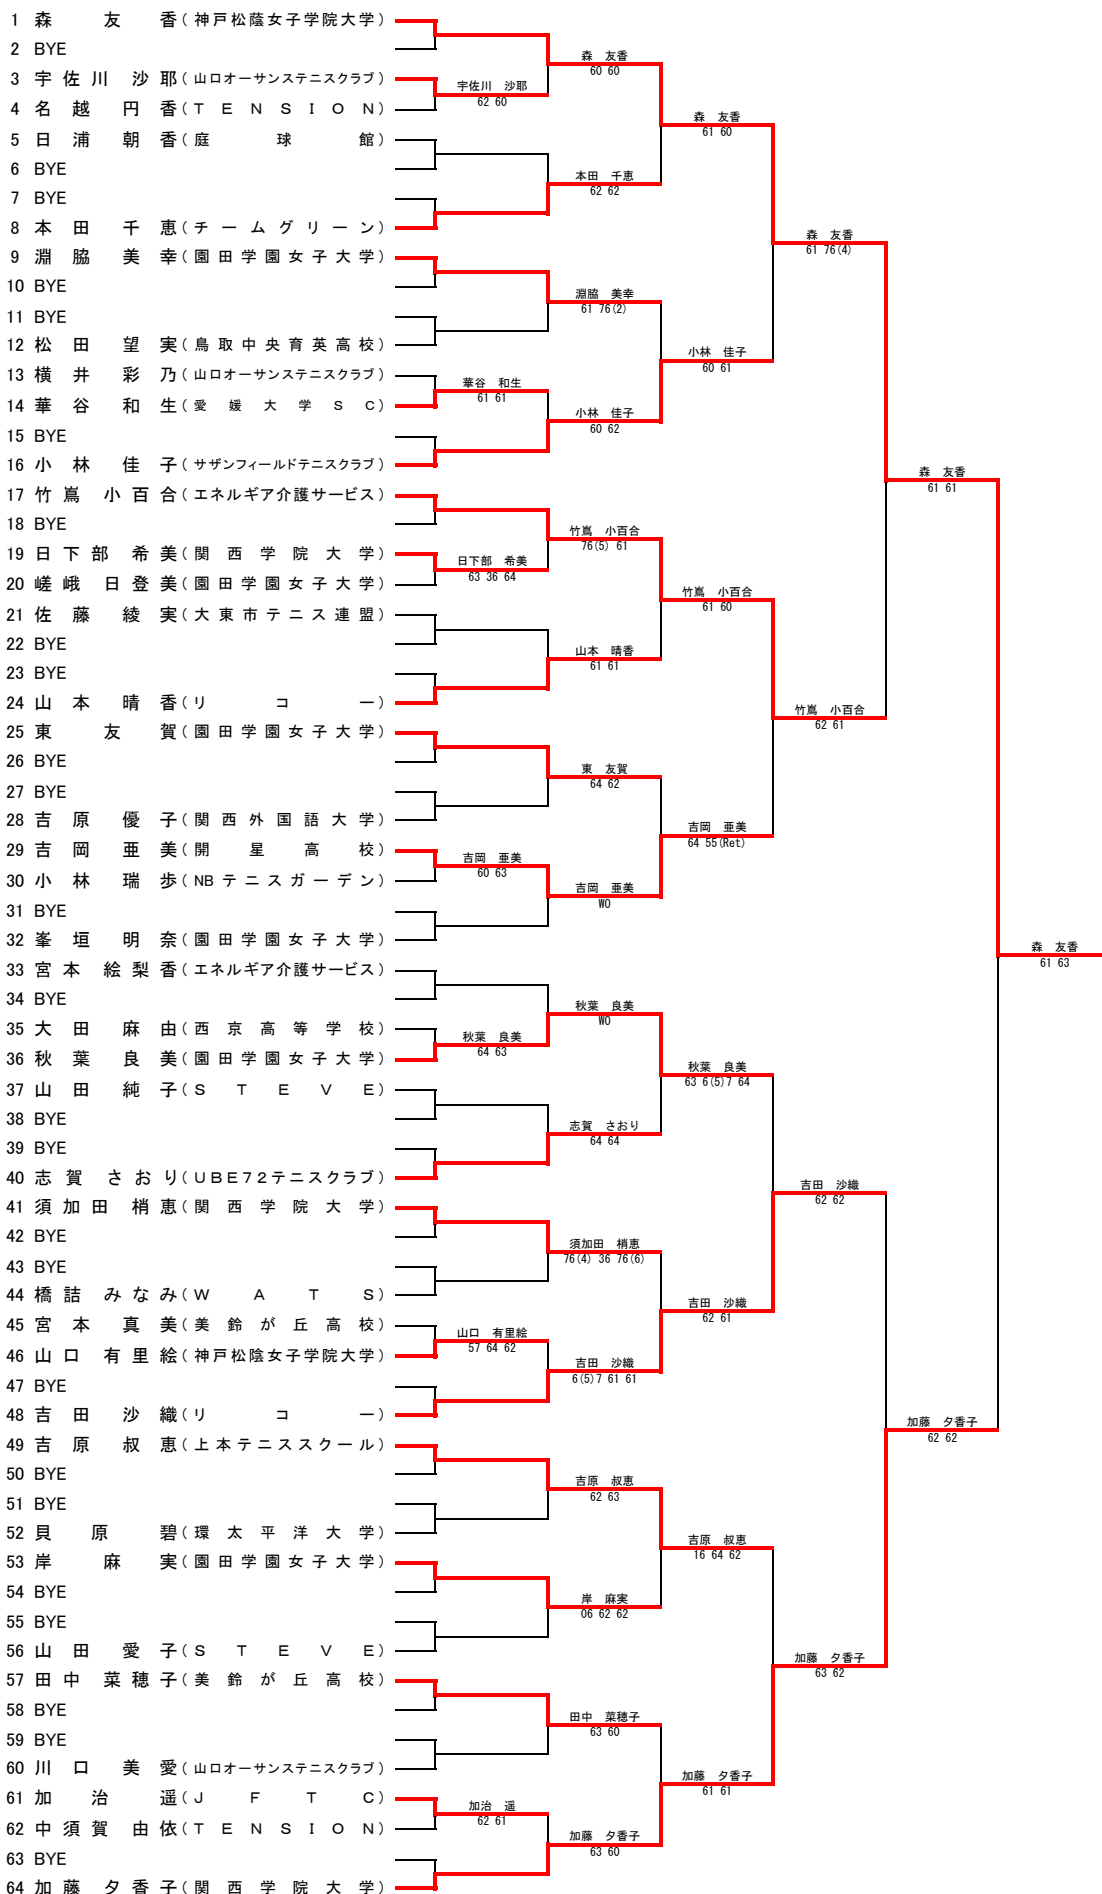 1 森 友 香(神戸松蔭女子学院大学)
2 BYE
3 宇佐川 沙耶(山口オーサンステニスクラブ)
4 名越 円香(TENSION)
5 日浦 朝香(庭球館)
6 BYE
7 BYE
8 本田 千恵(チームグリーン)
9 淵脇 美幸(園田学園女子大学)
10 BYE
11 BYE
12 松田 望実(鳥取中央育英高校)
13 横井 彩乃(山口オーサンステニスクラブ)
14 華谷 和生(愛媛大学SC)
15 BYE
16 小林 佳子(サザンフィールドテニスクラブ)
17 竹嶌 小百合(エネルギア介護サービス)
18 BYE
19 日下部 希美(関西学院大学)
20 嵯峨 日登美(園田学園女子大学)
21 佐藤 綾実(大東市テニス連盟)
22 BYE
23 BYE
24 山本 晴香(リコー)
25 東 友賀(園田学園女子大学)
26 BYE
27 BYE
28 吉原 優子(関西外国語大学)
29 吉岡 亜美(開星高校)
30 小林 瑞歩(NBテニスガーデン)
31 BYE
32 峯垣 明奈(園田学園女子大学)
33 宮本 絵梨香(エネルギア介護サービス)
34 BYE
35 大田 麻由(西京高等学校)
36 秋葉 良美(園田学園女子大学)
37 山田 純子(STEVE)
38 BYE
39 BYE
40 志賀 さおり(UBE72テニスクラブ)
41 須加田 梢恵(関西学院大学)
42 BYE
43 BYE
44 橋詰 みなみ(WATS)
45 宮本 真美(美鈴が丘高校)
46 山口 有里絵(神戸松陰女子学院大学)
47 BYE
48 吉田 沙織(リコー)
49 吉原 叔恵(上本テニススクール)
50 BYE
51 BYE
52 貝原 碧(環太平洋大学)
53 岸 麻実(園田学園女子大学)
54 BYE
55 BYE
56 山田 愛子(STEVE)
57 田中 菜穂子(美鈴が丘高校)
58 BYE
59 BYE
60 川口 美愛(山口オーサンステニスクラブ)
61 加治 遥(JFTC)
62 中須賀 由依(TENSION)
63 BYE
64 加藤 夕香子(関西学院大学)
宇佐川 沙耶
62 60
華谷 和生
61 61
日下部 希美
63 36 64
吉岡 亜美
60 63
秋葉 良美
64 63
山口 有里絵
57 64 62
加治 遥
62 61
森 友香
60 60
本田 千恵
62 62
淵脇 美幸
61 76(2)
小林 佳子
60 62
竹嶌 小百合
76(5) 61
山本 晴香
61 61
東 友賀
64 62
吉岡 亜美
WO
秋葉 良美
WO
志賀 さおり
64 64
須加田 梢恵
76(4) 36 76(6)
吉田 沙織
6(5)7 61 61
吉原 叔恵
62 63
岸 麻実
06 62 62
田中 菜穂子
63 60
加藤 夕香子
63 60
森 友香
61 60
小林 佳子
60 61
竹嶌 小百合
61 60
吉岡 亜美
64 55(Ret)
秋葉 良美
63 6(5)7 64
吉田 沙織
62 61
吉原 叔恵
16 64 62
加藤 夕香子
61 61
森 友香
61 76(4)
竹嶌 小百合
62 61
吉田 沙織
62 62
加藤 夕香子
63 62
森 友香
61 61
加藤 夕香子
62 62
森 友香
61 63